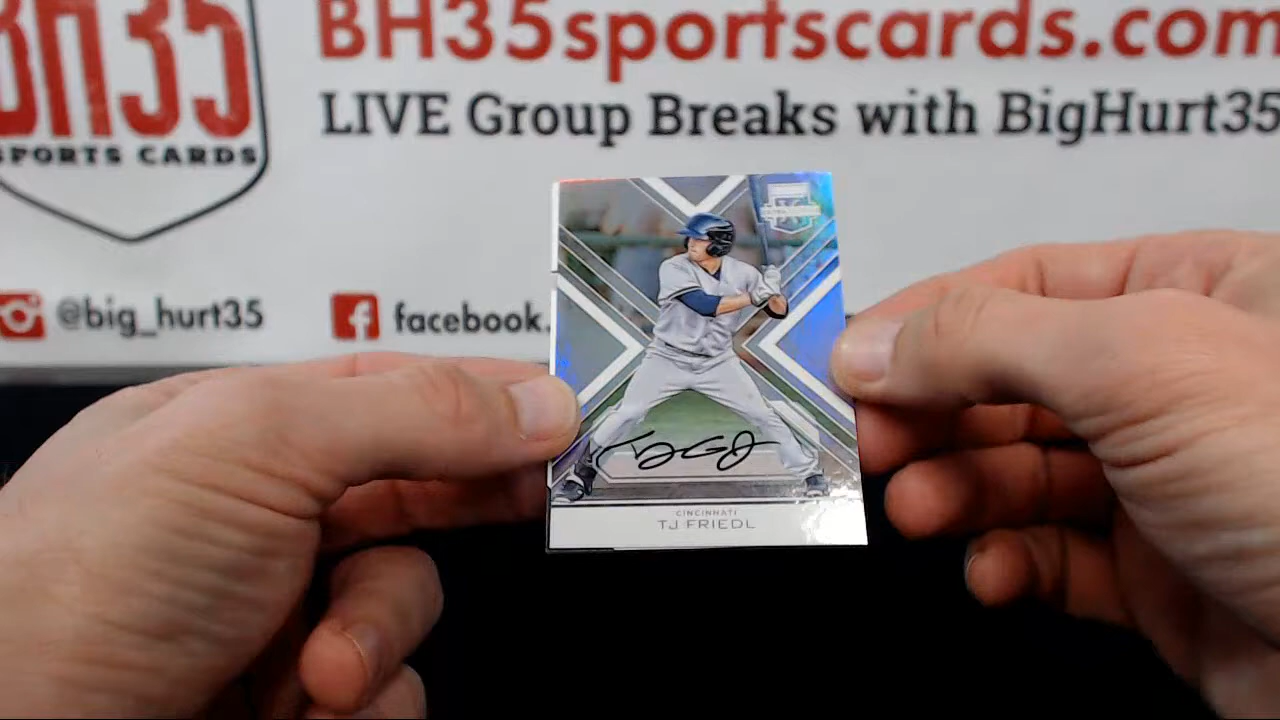 BH35
SPORTS CARDS
BH35sportscards.com
LIVE Group Breaks with BigHurt35
@big_hurt35
facebook.
CINCINNATI
TJ FRIEDL